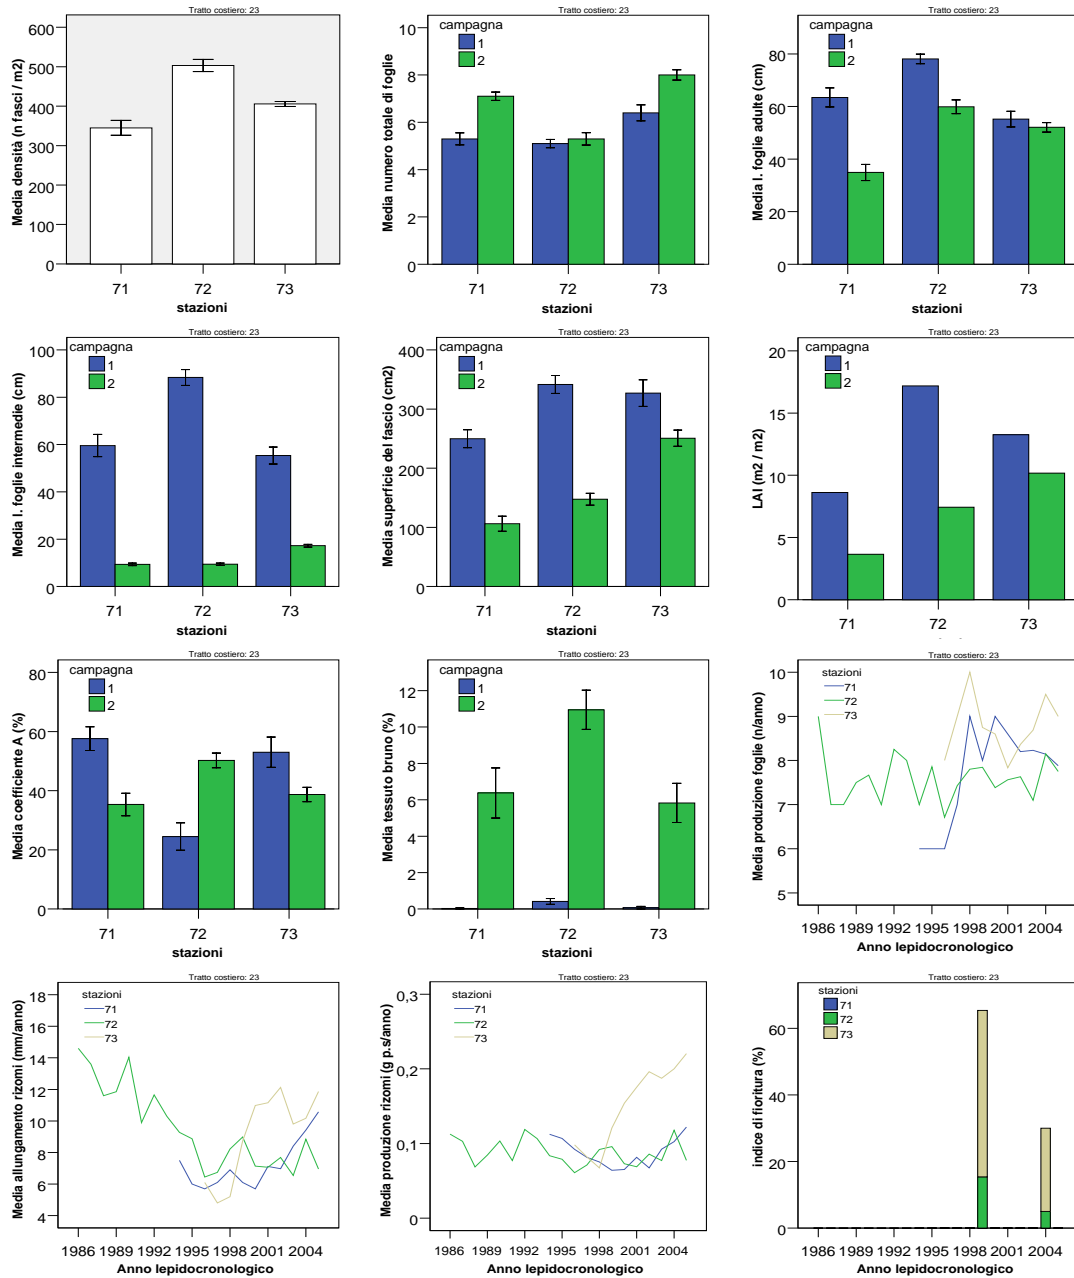 Tratto costiero: 23
Media densità (n fasci / m2)
600
500
400
300
200
100
0
71 72 73
stazioni
Tratto costiero: 23
campagna
1
2
Media numero totale di foglie
10
8
6
4
2
0
71 72 73
stazioni
Tratto costiero: 23
campagna
1
2
Media l. foglie adulte (cm)
80
60
40
20
0
71 72 73
stazioni
Tratto costiero: 23
campagna
1
2
Media l. foglie intermedie (cm)
100
80
60
40
20
0
71 72 73
stazioni
Tratto costiero: 23
campagna
1
2
Media superficie del fascio (cm2)
400
300
200
100
0
71 72 73
stazioni
Tratto costiero: 23
campagna
1
2
LAI (m2 / m2)
20
15
10
5
0
71 72 73
Tratto costiero: 23
campagna
1
2
Media coefficiente A (%)
80
60
40
20
0
71 72 73
stazioni
Tratto costiero: 23
campagna
1
2
Media tessuto bruno (%)
12
10
8
6
4
2
0
71 72 73
stazioni
Tratto costiero: 23
stazioni
71
72
73
Media produzione foglie (n/anno)
10
9
8
7
6
5
1986 1989 1992 1995 1998 2001 2004
Anno lepidocronologico
Tratto costiero: 23
stazioni
71
72
73
Media allungamento rizomi (mm/anno)
18
16
14
12
10
8
6
4
1986 1989 1992 1995 1998 2001 2004
Anno lepidocronologico
Tratto costiero: 23
stazioni
71
72
73
Media produzione rizomi (g p.s/anno)
0,3
0,2
0,1
0
1986 1989 1992 1995 1998 2001 2004
Anno lepidocronologico
Tratto costiero: 23
stazioni
71
72
73
indice di fioritura (%)
60
40
20
0
1986 1989 1992 1995 1998 2001 2004
Anno lepidocronologico